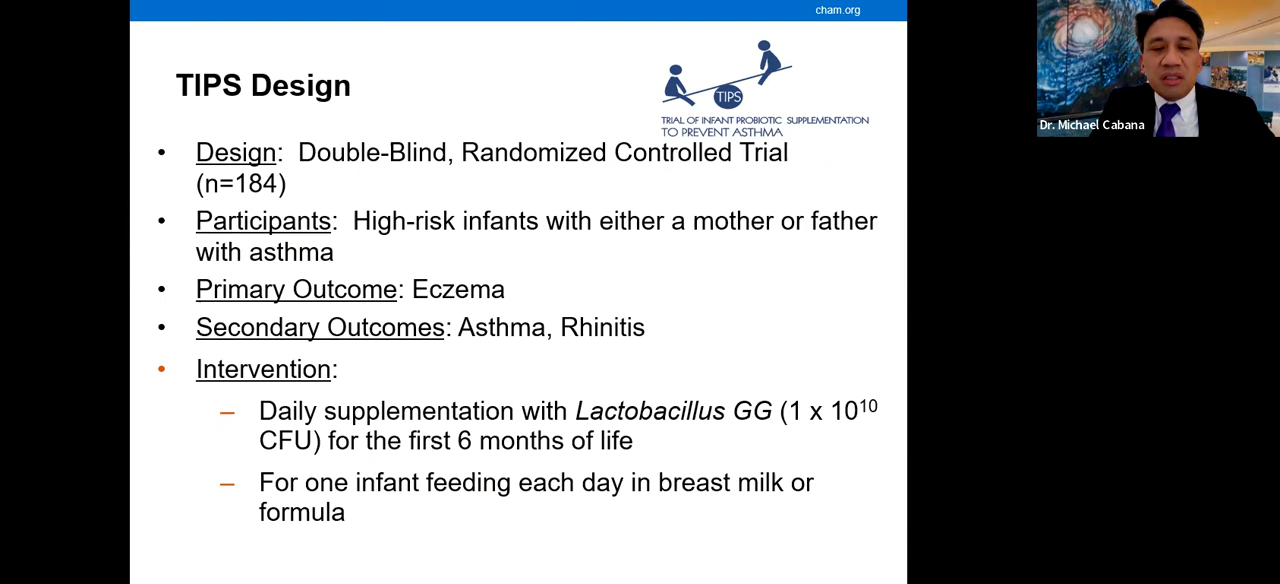 cham.org
TIPS Design
TIPS
TRIAL OF INFANT PROBIOTIC SUPPLEMENTATION
TO PREVENT ASTHMA
• Design: Double-Blind, Randomized Controlled Trial
(n=184)
• Participants: High-risk infants with either a mother or father
with asthma
• Primary Outcome: Eczema
• Secondary Outcomes: Asthma, Rhinitis
• Intervention:
– Daily supplementation with Lactobacillus GG (1 x 10¹⁰
CFU) for the first 6 months of life
– For one infant feeding each day in breast milk or
formula
Dr. Michael Cabana